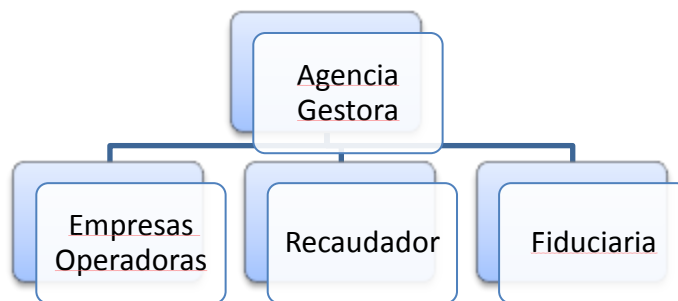 Agencia
Gestora
Empresas
Operadoras
Recaudador
Fiduciaria